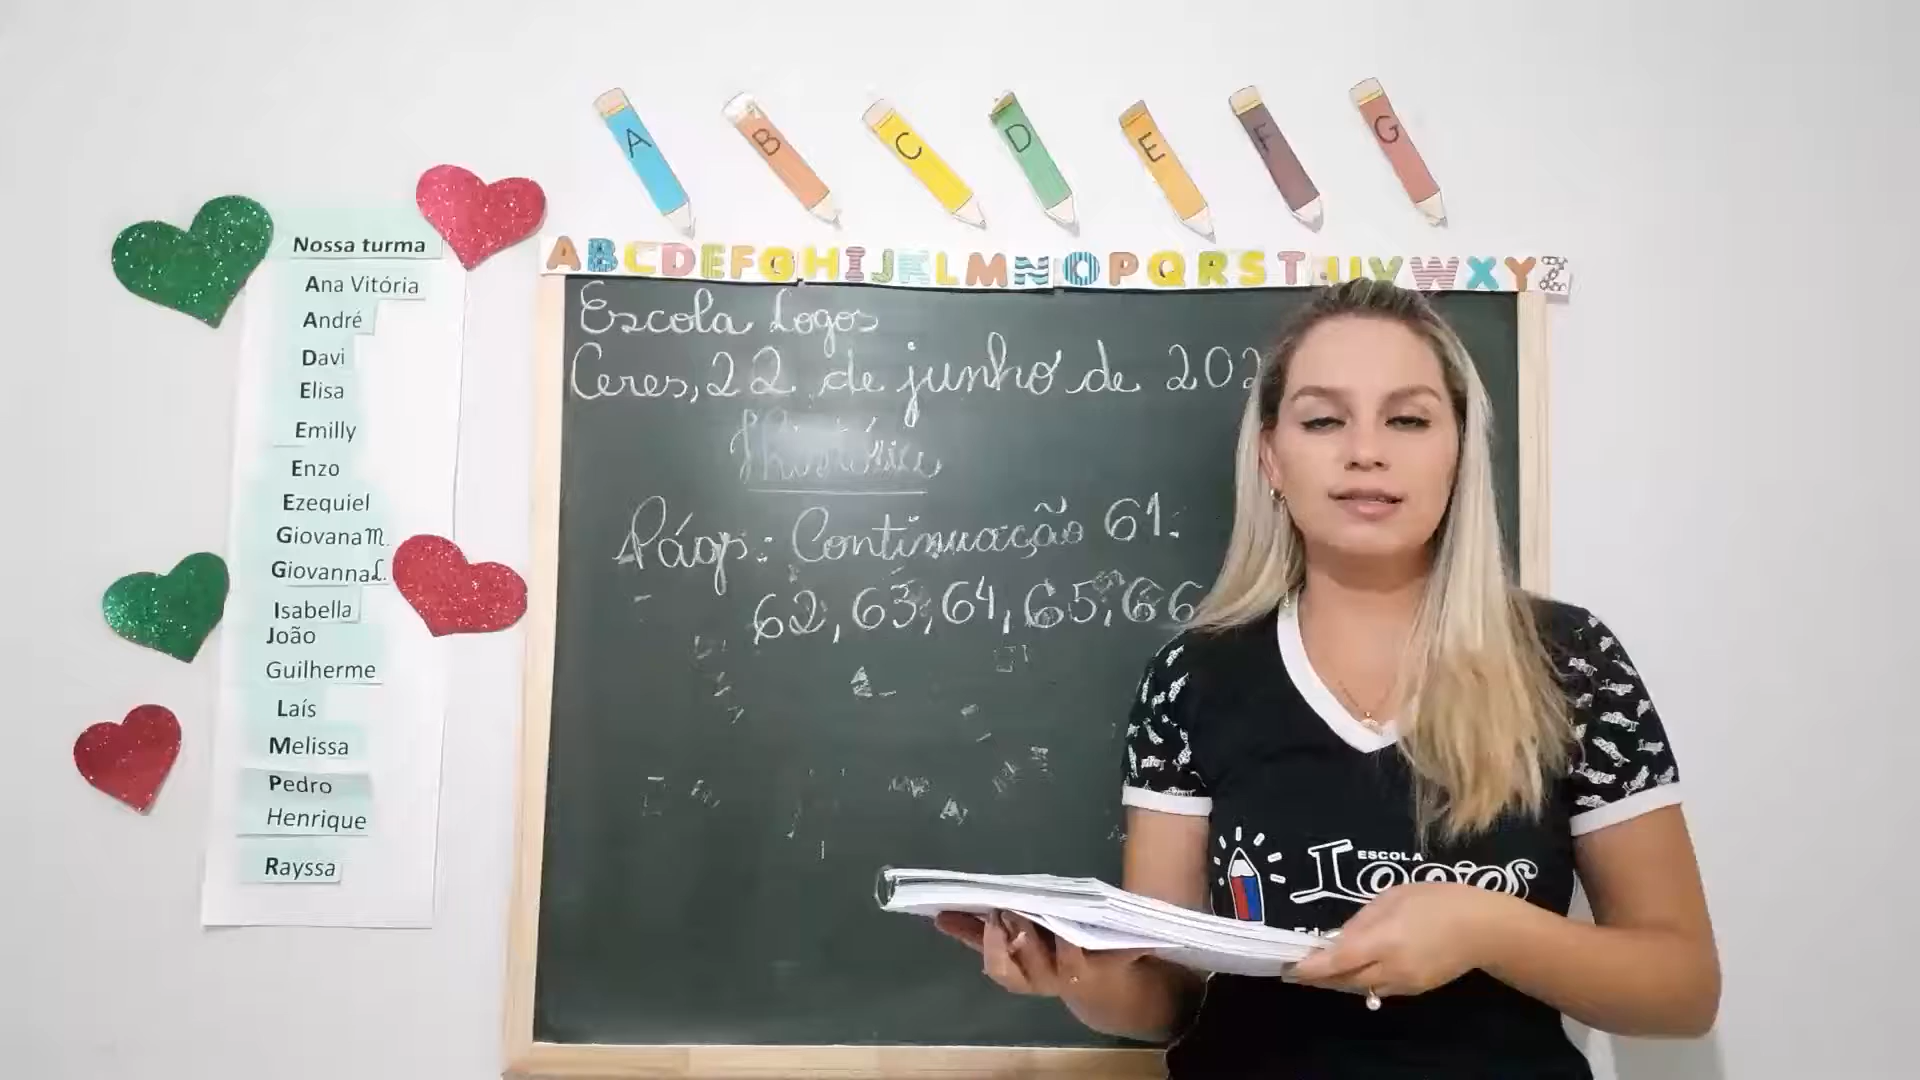 A B C D E F G
ABCDEFGHIJKLMNOPQRSTUVWXYZ
Nossa turma
Ana Vitória
André
Davi
Elisa
Emilly
Enzo
Ezequiel
Giovana M.
Giovanna L.
Isabella
João
Guilherme
Laís
Melissa
Pedro
Henrique
Rayssa
Escola Logos
Ceres, 22 de junho de 202
História
Págs: Continuação 61.
62, 63, 64, 65, 66
ESCOLA
Logos